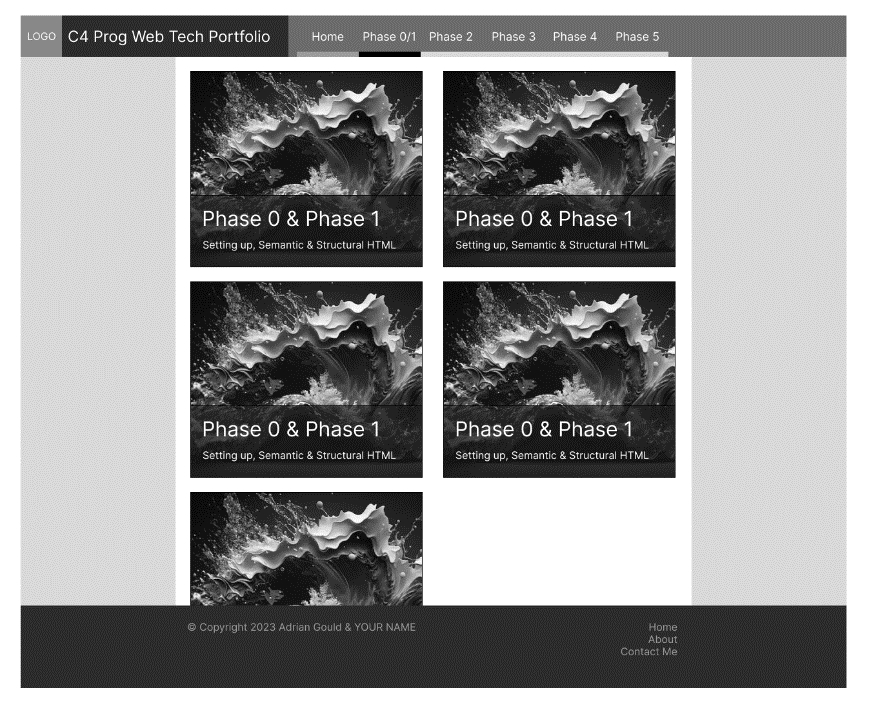 LOGO C4 Prog Web Tech Portfolio Home Phase 0/1 Phase 2 Phase 3 Phase 4 Phase 5
Phase 0 & Phase 1
Setting up, Semantic & Structural HTML
Phase 0 & Phase 1
Setting up, Semantic & Structural HTML
Phase 0 & Phase 1
Setting up, Semantic & Structural HTML
Phase 0 & Phase 1
Setting up, Semantic & Structural HTML
© Copyright 2023 Adrian Gould & YOUR NAME
Home
About
Contact Me